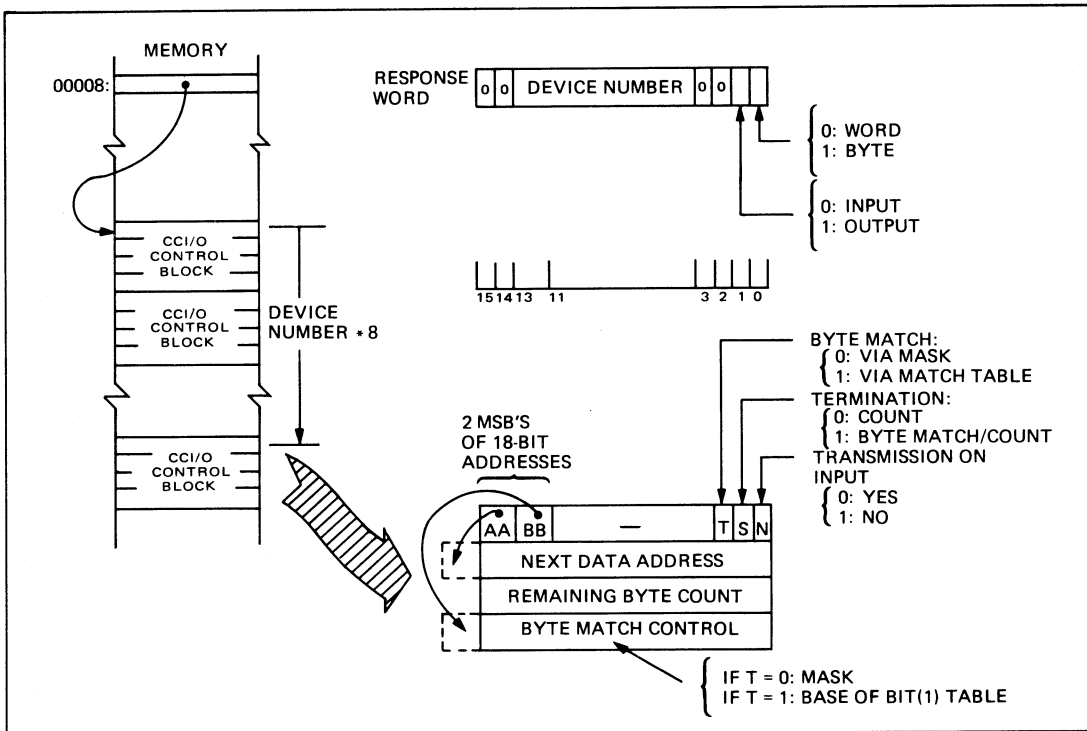 MEMORY
00008:
CCI/O
CONTROL
BLOCK
CCI/O
CONTROL
BLOCK
CCI/O
CONTROL
BLOCK
DEVICE
NUMBER * 8
RESPONSE
WORD
0 0 DEVICE NUMBER 0 0
0: WORD
1: BYTE
0: INPUT
1: OUTPUT
15 14 13 11 3 2 1 0
BYTE MATCH:
0: VIA MASK
1: VIA MATCH TABLE
TERMINATION:
0: COUNT
1: BYTE MATCH/COUNT
TRANSMISSION ON
INPUT
0: YES
1: NO
2 MSB'S
OF 18-BIT
ADDRESSES
AA BB — T S N
NEXT DATA ADDRESS
REMAINING BYTE COUNT
BYTE MATCH CONTROL
IF T = 0: MASK
IF T = 1: BASE OF BIT(1) TABLE